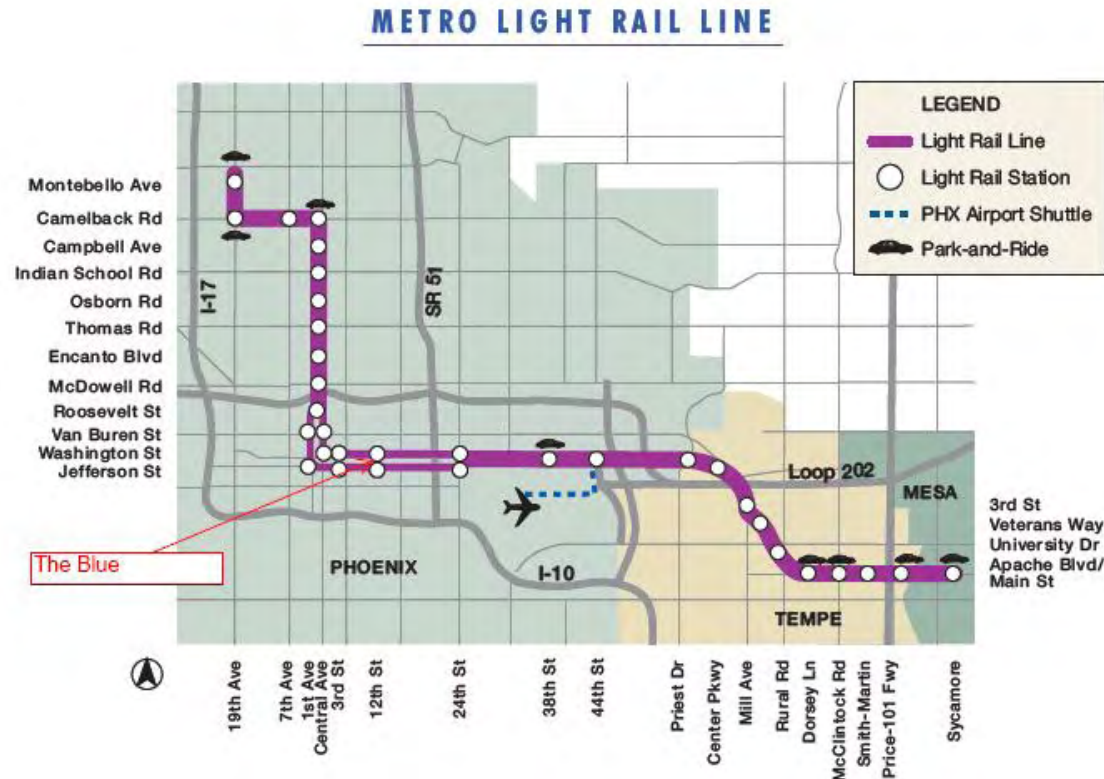 METRO LIGHT RAIL LINE
LEGEND
Light Rail Line
Light Rail Station
PHX Airport Shuttle
Park-and-Ride
Montebello Ave
Camelback Rd
Campbell Ave
Indian School Rd
Osborn Rd
Thomas Rd
Encanto Blvd
McDowell Rd
Roosevelt St
Van Buren St
Washington St
Jefferson St
I-17
SR 51
Loop 202
MESA
3rd St
Veterans Way
University Dr
Apache Blvd/
Main St
The Blue
PHOENIX
I-10
TEMPE
19th Ave
7th Ave
1st Ave
Central Ave
3rd St
12th St
24th St
38th St
44th St
Priest Dr
Center Pkwy
Mill Ave
Rural Rd
Dorsey Ln
McClintock Rd
Smith-Martin
Price-101 Fwy
Sycamore